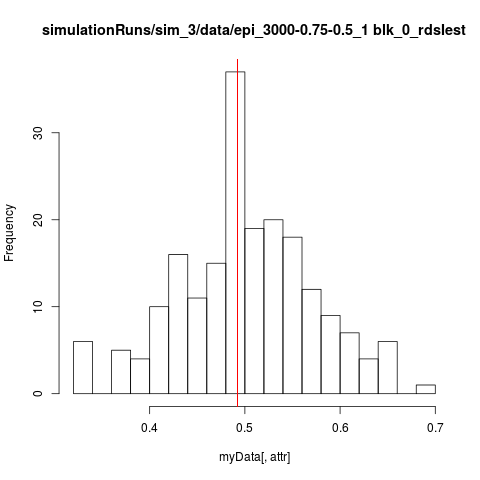 simulationRuns/sim_3/data/epi_3000-0.75-0.5_1 blk_0_rdslest
30
20
10
0
Frequency
0.4 0.5 0.6 0.7
myData[, attr]